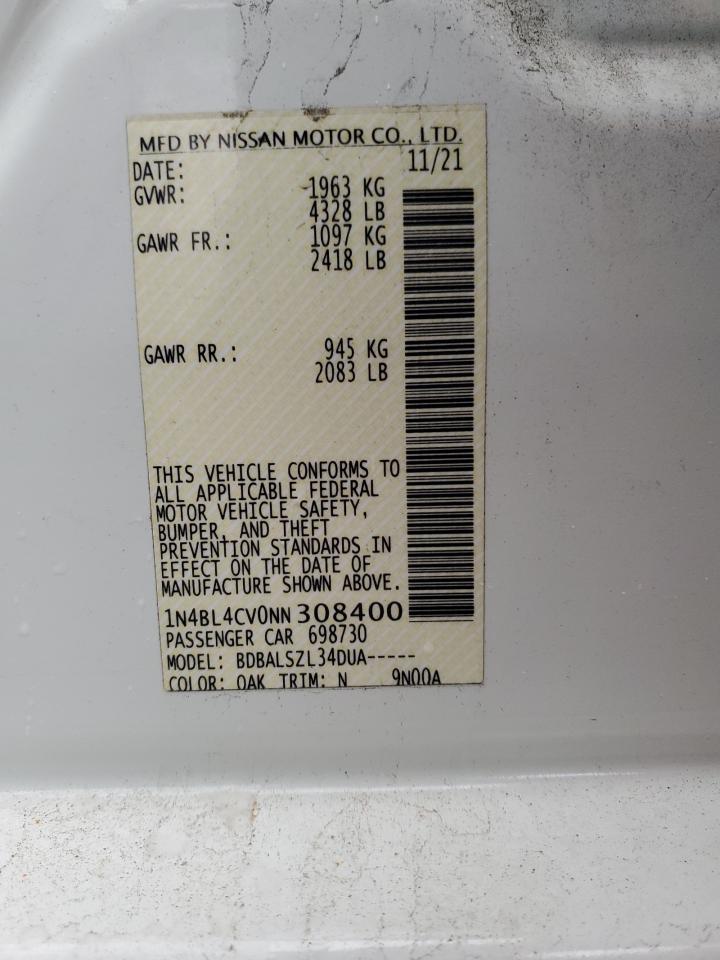 MFD BY NISSAN MOTOR CO., LTD.
DATE: 11/21
GVWR: 1963 KG
4328 LB
GAWR FR.: 1097 KG
2418 LB
GAWR RR.: 945 KG
2083 LB
THIS VEHICLE CONFORMS TO
ALL APPLICABLE FEDERAL
MOTOR VEHICLE SAFETY,
BUMPER, AND THEFT
PREVENTION STANDARDS IN
EFFECT ON THE DATE OF
MANUFACTURE SHOWN ABOVE.
1N4BL4CV0NN308400
PASSENGER CAR 698730
MODEL: BDBALSZL34DUA-----
COLOR: QAK TRIM: N 9N00A